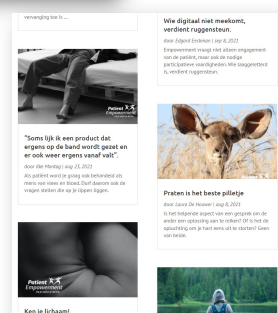 vervanging toe is ...
"Soms lijk ik een product dat
ergens op de band wordt gezet en
er ook weer ergens vanaf valt".
door Ilse Montag | aug 23, 2021
Als patiënt word je graag ook behandeld als
mens van vlees en bloed. Durf daarom ook de
vragen stellen die op je lippen liggen.
Patient
Empowerment
Ken je lichaam!
Wie digitaal niet meekomt,
verdient ruggensteun.
door Edgard Eeckman | sep 8, 2021
Empowerment vraagt niet alleen engagement
van de patiënt, maar ook de nodige
participatieve vaardigheden. Wie laaggeletterd
is, verdient ruggensteun.
Patient
Empowerment
Praten is het beste pilletje
door Laura De Houwer | aug 8, 2021
Is het helpende aspect van een gesprek om de
ander een oplossing aan te reiken? Of is het de
opluchting om je hart eens uit te storten? Geen
van beide.